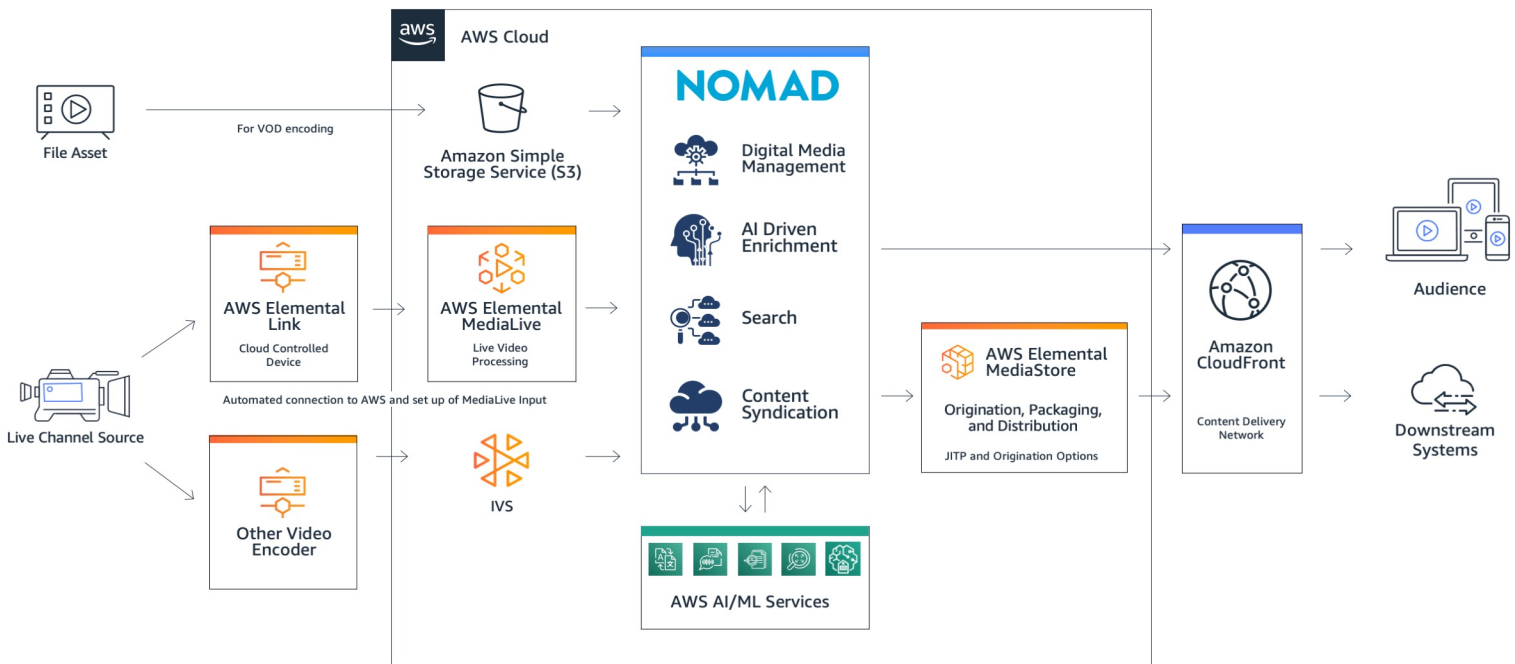 aws
AWS Cloud
NOMAD
For VOD encoding
File Asset
Amazon Simple
Storage Service (S3)
Digital Media
Management
AI Driven
Enrichment
Search
Content
Syndication
AWS Elemental
Link
Cloud Controlled
Device
AWS Elemental
MediaLive
Live Video
Processing
Automated connection to AWS and set up of MediaLive Input
Live Channel Source
Other Video
Encoder
IVS
AWS AI/ML Services
AWS Elemental
MediaStore
Origination, Packaging,
and Distribution
JITP and Origination Options
Amazon
CloudFront
Content Delivery
Network
Audience
Downstream
Systems